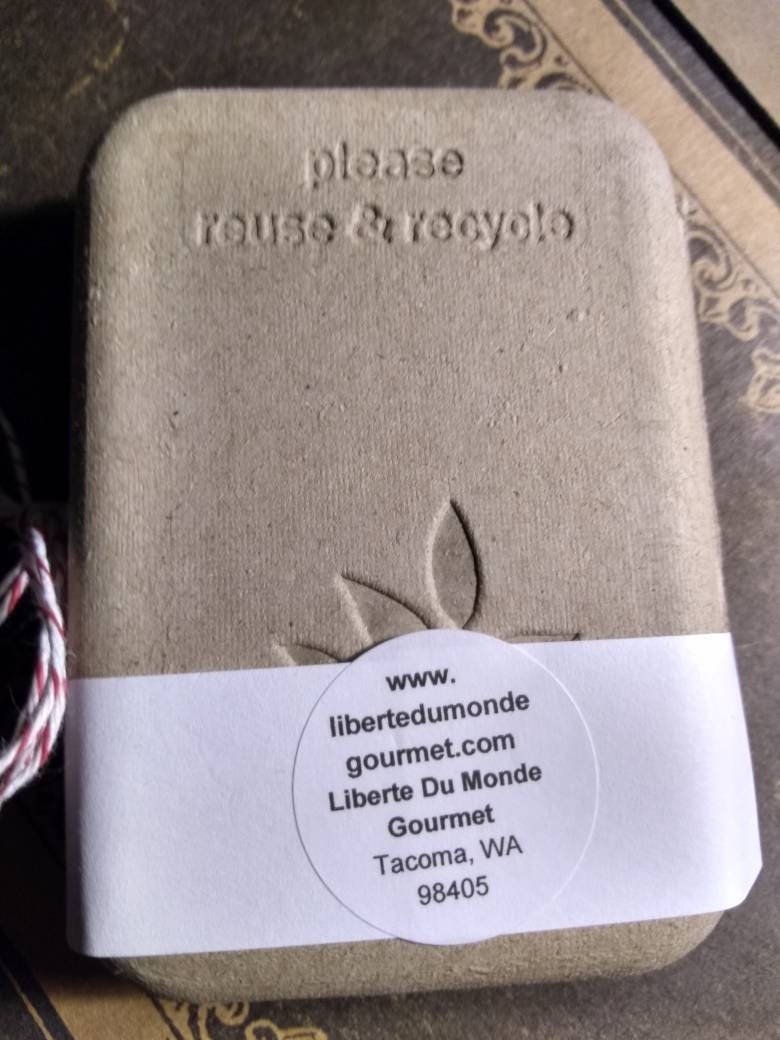 please
reuse & recycle
www.
libertedumonde
gourmet.com
Liberte Du Monde
Gourmet
Tacoma, WA
98405